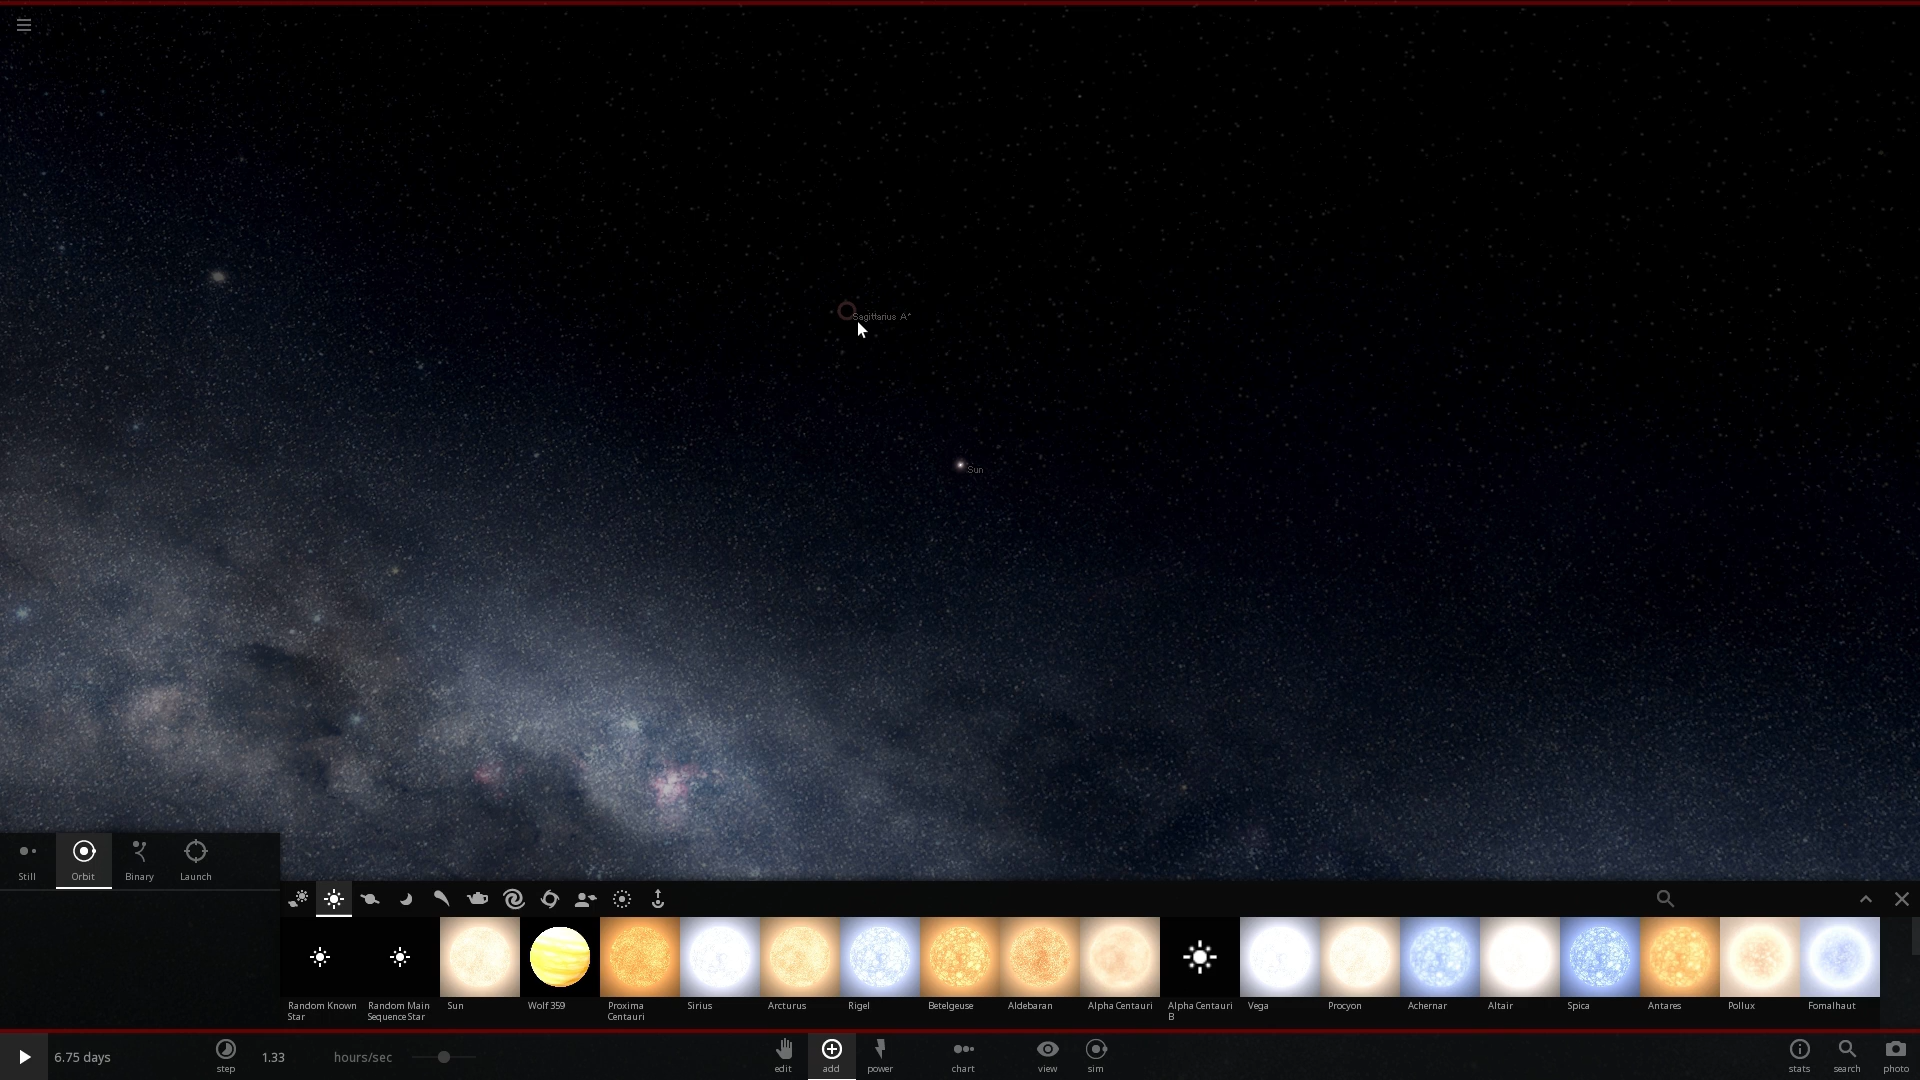 Sagittarius A*
Sun
Still
Orbit
Binary
Launch
Random Known Star
Random Main Sequence Star
Sun
Wolf 359
Proxima Centauri
Sirius
Arcturus
Rigel
Betelgeuse
Aldebaran
Alpha Centauri
Alpha Centauri B
Vega
Procyon
Achernar
Altair
Spica
Antares
Pollux
Fomalhaut
6.75 days
step
1.33
hours/sec
edit
add
power
chart
view
sim
stats
search
photo